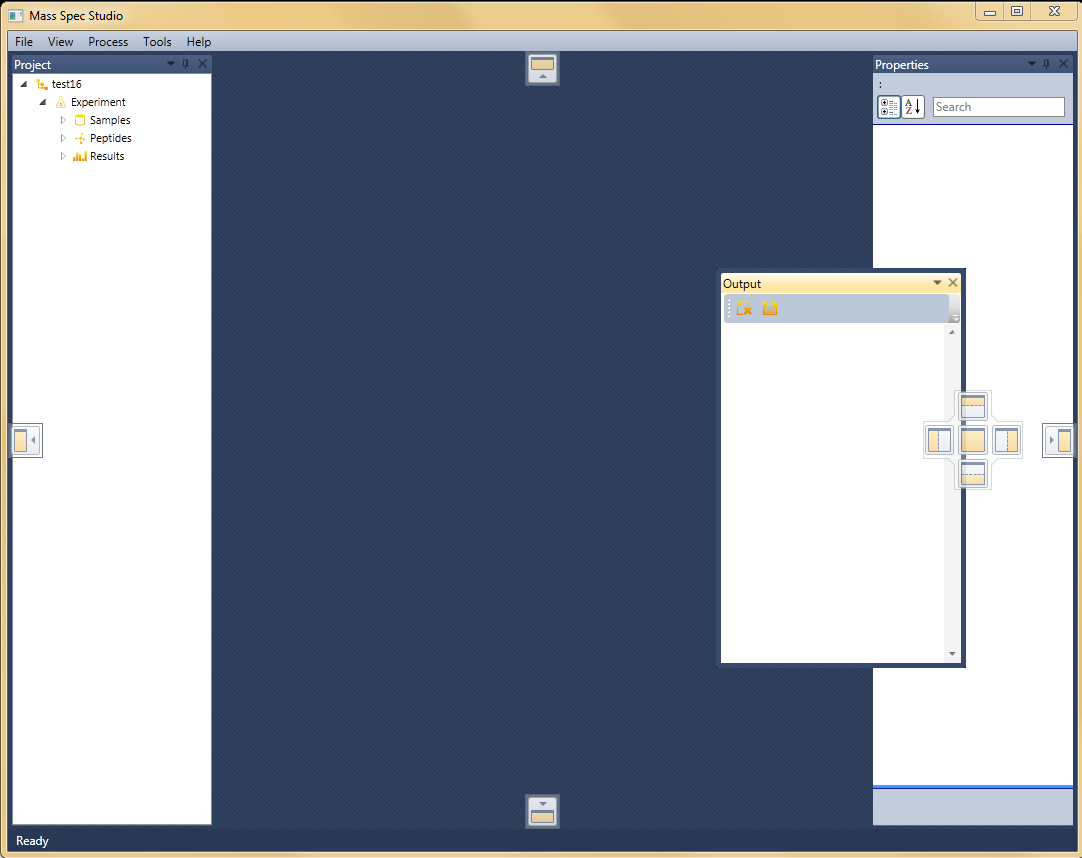 Mass Spec Studio
File View Process Tools Help
Project
test16
Experiment
Samples
Peptides
Results
Properties
:
A Z
Search
Output
Ready